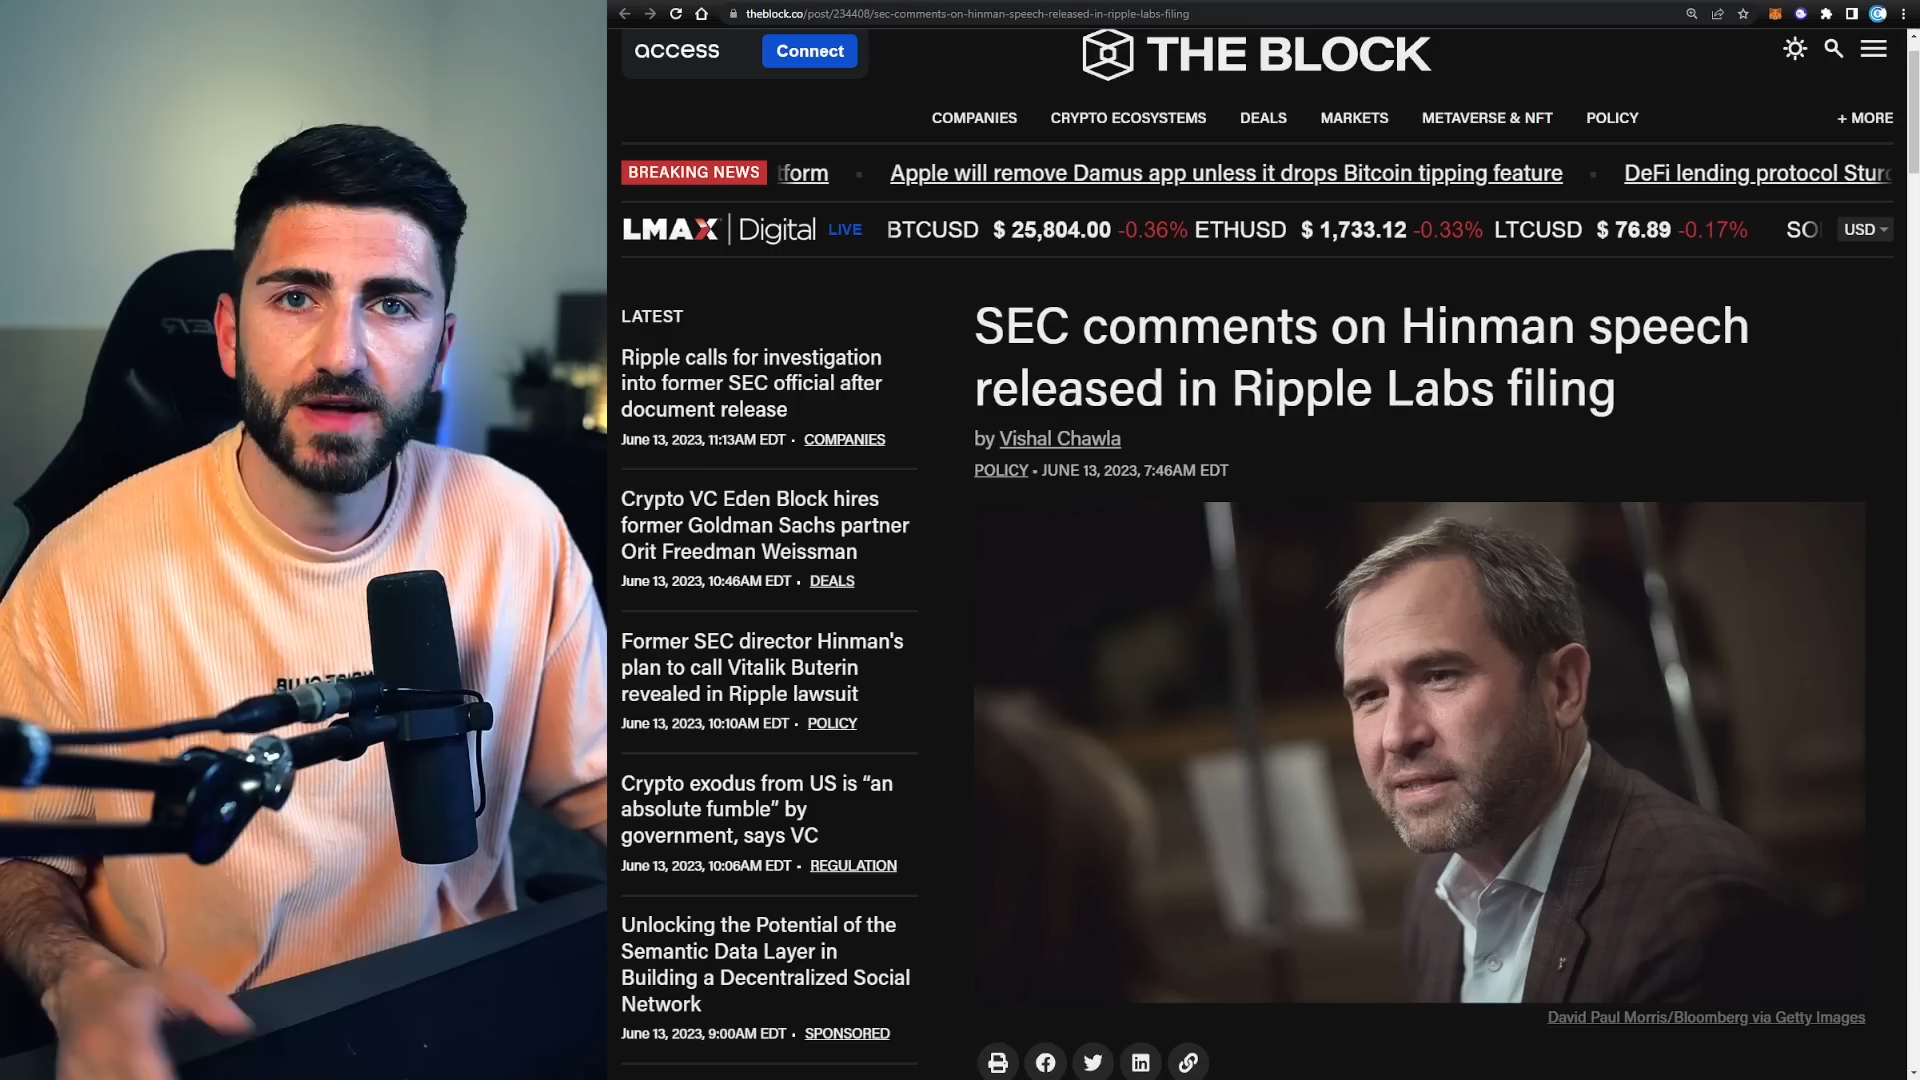 theblock.co/post/234408/sec-comments-on-hinman-speech-released-in-ripple-labs-filing
access
Connect
THE BLOCK
COMPANIES CRYPTO ECOSYSTEMS DEALS MARKETS METAVERSE & NFT POLICY + MORE
BREAKING NEWS tform ▪ Apple will remove Damus app unless it drops Bitcoin tipping feature ▪ DeFi lending protocol Stur
LMAX | Digital LIVE BTCUSD $ 25,804.00 -0.36% ETHUSD $ 1,733.12 -0.33% LTCUSD $ 76.89 -0.17% SO USD
LATEST
Ripple calls for investigation
into former SEC official after
document release
June 13, 2023, 11:13AM EDT • COMPANIES
Crypto VC Eden Block hires
former Goldman Sachs partner
Orit Freedman Weissman
June 13, 2023, 10:46AM EDT • DEALS
Former SEC director Hinman's
plan to call Vitalik Buterin
revealed in Ripple lawsuit
June 13, 2023, 10:10AM EDT • POLICY
Crypto exodus from US is “an
absolute fumble” by
government, says VC
June 13, 2023, 10:06AM EDT • REGULATION
Unlocking the Potential of the
Semantic Data Layer in
Building a Decentralized Social
Network
June 13, 2023, 9:00AM EDT • SPONSORED
SEC comments on Hinman speech
released in Ripple Labs filing
by Vishal Chawla
POLICY • JUNE 13, 2023, 7:46AM EDT
David Paul Morris/Bloomberg via Getty Images